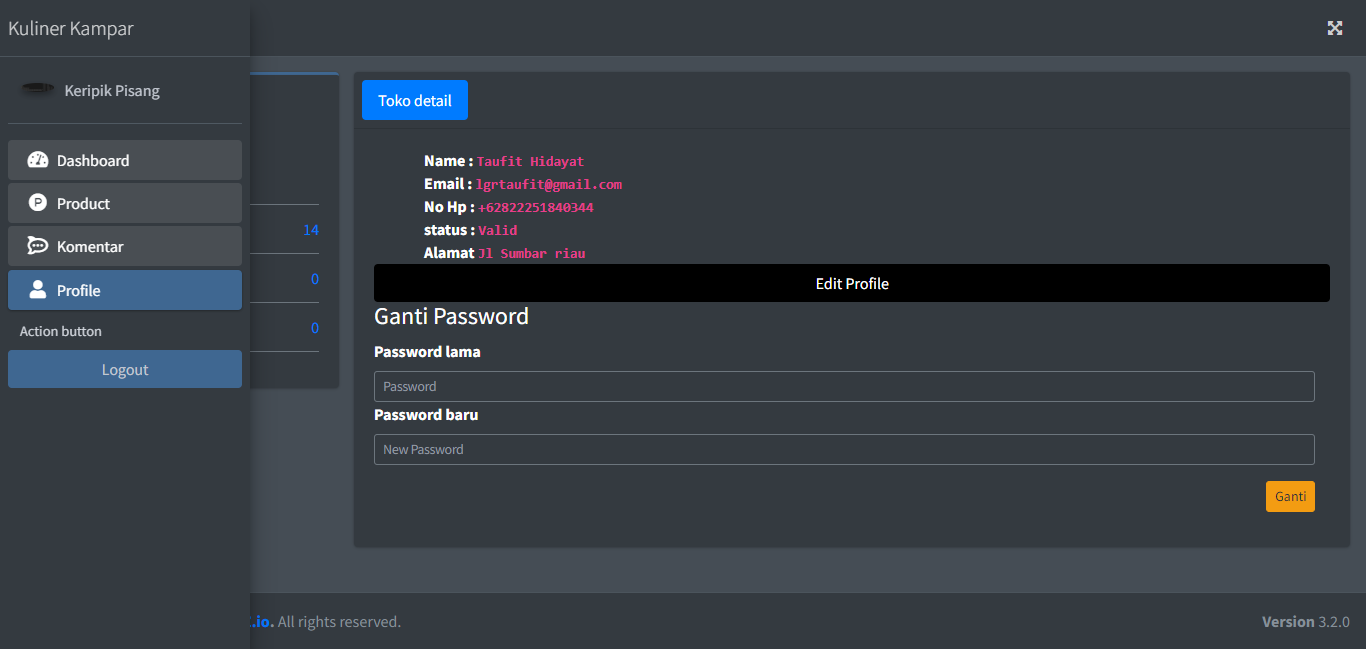 Kuliner Kampar
Keripik Pisang
Dashboard
Product
Komentar
Profile
Action button
Logout
14
0
0
Toko detail
Name : Taufit Hidayat
Email : lgrtaufit@gmail.com
No Hp : +62822251840344
status : Valid
Alamat Jl Sumbar riau
Edit Profile
Ganti Password
Password lama
Password
Password baru
New Password
Ganti
.io. All rights reserved.
Version 3.2.0